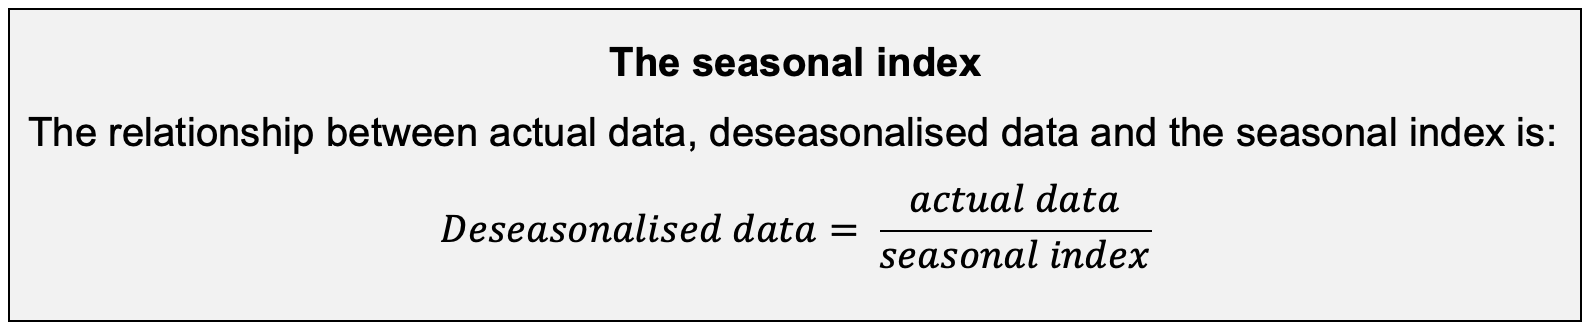 The seasonal index
The relationship between actual data, deseasonalised data and the seasonal index is:
Deseasonalised data = actual data / seasonal index